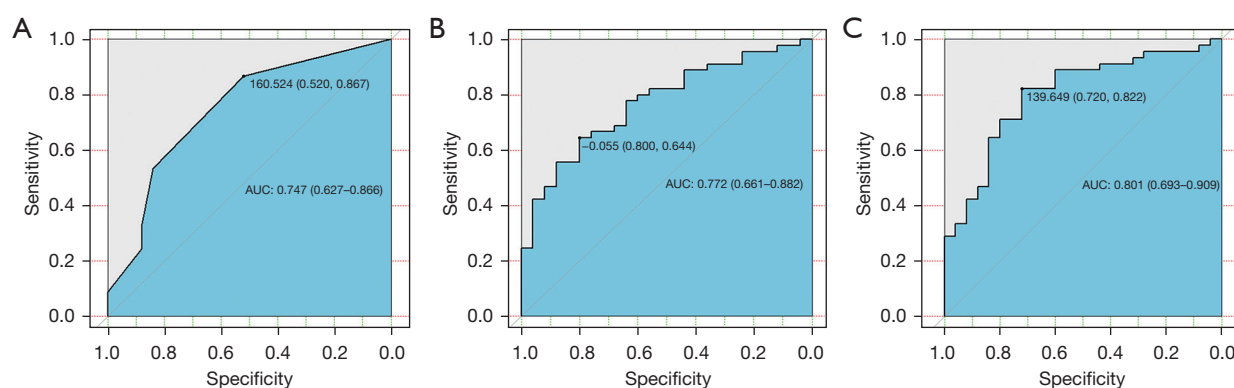 A
Sensitivity
1.0
0.8
0.6
0.4
0.2
0.0
160.524 (0.520, 0.867)
AUC: 0.747 (0.627–0.866)
1.0 0.8 0.6 0.4 0.2 0.0
Specificity
B
Sensitivity
1.0
0.8
0.6
0.4
0.2
0.0
−0.055 (0.800, 0.644)
AUC: 0.772 (0.661–0.882)
1.0 0.8 0.6 0.4 0.2 0.0
Specificity
C
Sensitivity
1.0
0.8
0.6
0.4
0.2
0.0
139.649 (0.720, 0.822)
AUC: 0.801 (0.693–0.909)
1.0 0.8 0.6 0.4 0.2 0.0
Specificity